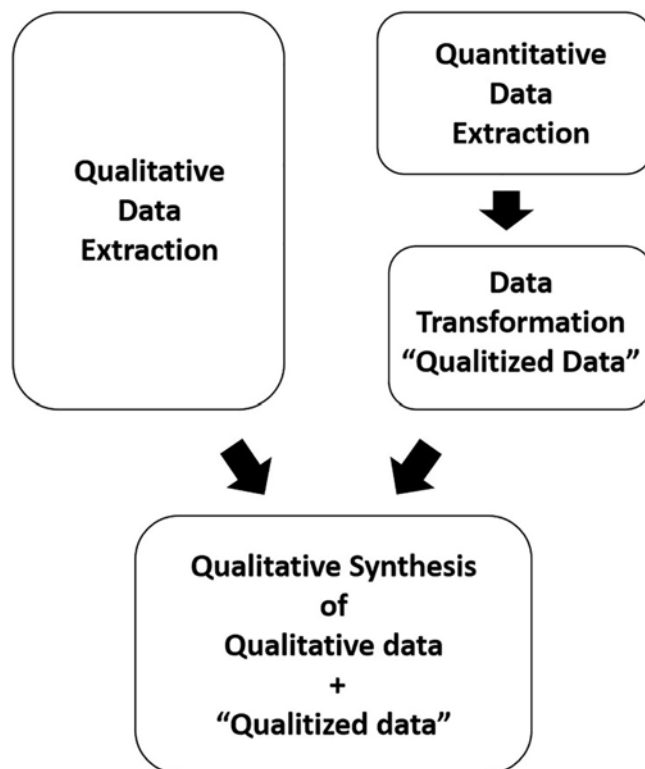 Qualitative
Data
Extraction
Quantitative
Data
Extraction
Data
Transformation
“Qualitized Data”
Qualitative Synthesis
of
Qualitative data
+
“Qualitized data”